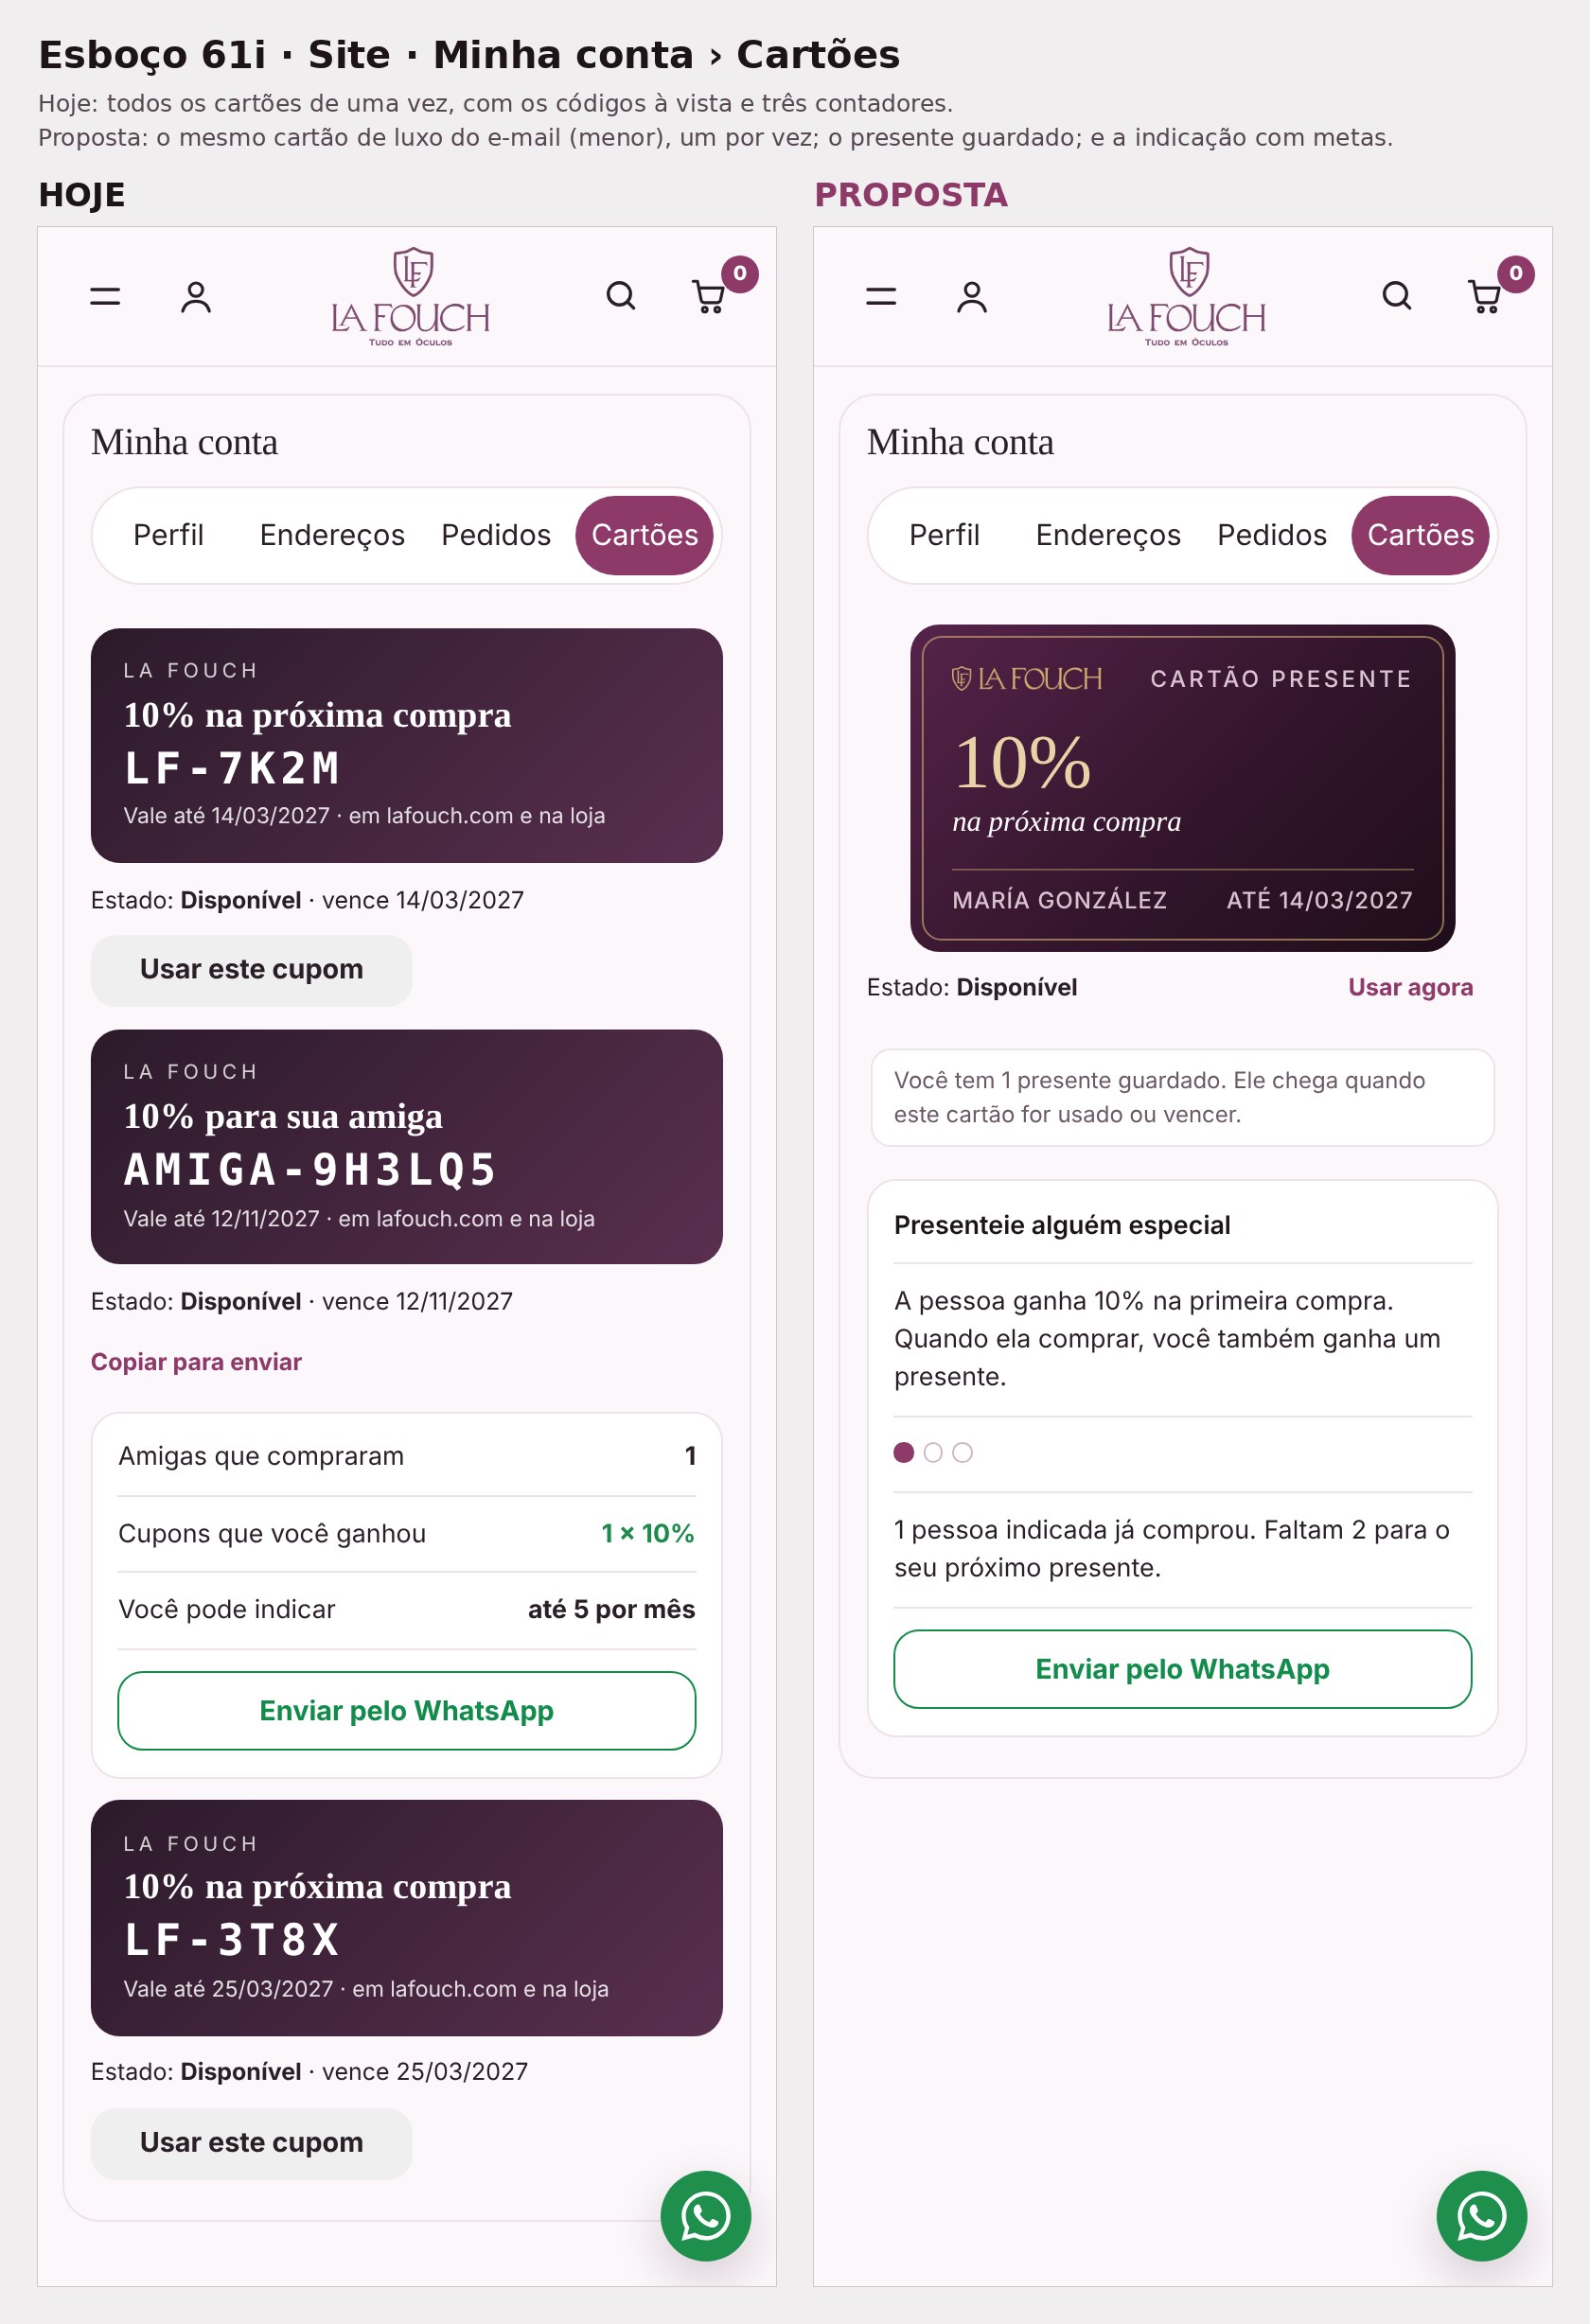 Esboço 61i · Site · Minha conta › Cartões
Hoje: todos os cartões de uma vez, com os códigos à vista e três contadores.
Proposta: o mesmo cartão de luxo do e-mail (menor), um por vez; o presente guardado; e a indicação com metas.
HOJE
LF
LA FOUCH
Tudo em Óculos
0
Minha conta
Perfil Endereços Pedidos Cartões
LA FOUCH
10% na próxima compra
LF-7K2M
Vale até 14/03/2027 · em lafouch.com e na loja
Estado: Disponível · vence 14/03/2027
Usar este cupom
LA FOUCH
10% para sua amiga
AMIGA-9H3LQ5
Vale até 12/11/2027 · em lafouch.com e na loja
Estado: Disponível · vence 12/11/2027
Copiar para enviar
Amigas que compraram 1
Cupons que você ganhou 1 × 10%
Você pode indicar até 5 por mês
Enviar pelo WhatsApp
LA FOUCH
10% na próxima compra
LF-3T8X
Vale até 25/03/2027 · em lafouch.com e na loja
Estado: Disponível · vence 25/03/2027
Usar este cupom
PROPOSTA
LF
LA FOUCH
Tudo em Óculos
0
Minha conta
Perfil Endereços Pedidos Cartões
LF LA FOUCH CARTÃO PRESENTE
10%
na próxima compra
MARÍA GONZÁLEZ ATÉ 14/03/2027
Estado: Disponível Usar agora
Você tem 1 presente guardado. Ele chega quando
este cartão for usado ou vencer.
Presenteie alguém especial
A pessoa ganha 10% na primeira compra.
Quando ela comprar, você também ganha um
presente.
1 pessoa indicada já comprou. Faltam 2 para o
seu próximo presente.
Enviar pelo WhatsApp